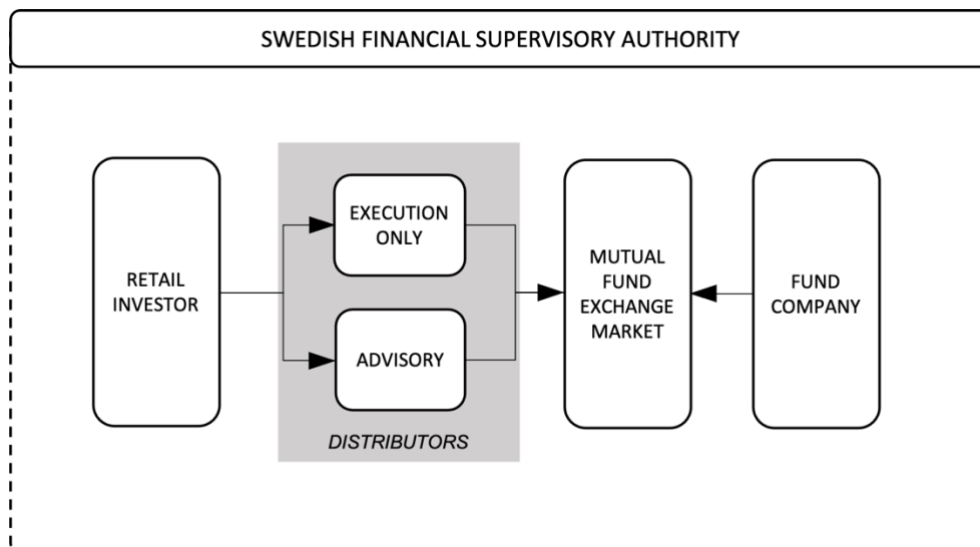 SWEDISH FINANCIAL SUPERVISORY AUTHORITY
RETAIL
INVESTOR
EXECUTION
ONLY
ADVISORY
DISTRIBUTORS
MUTUAL
FUND
EXCHANGE
MARKET
FUND
COMPANY